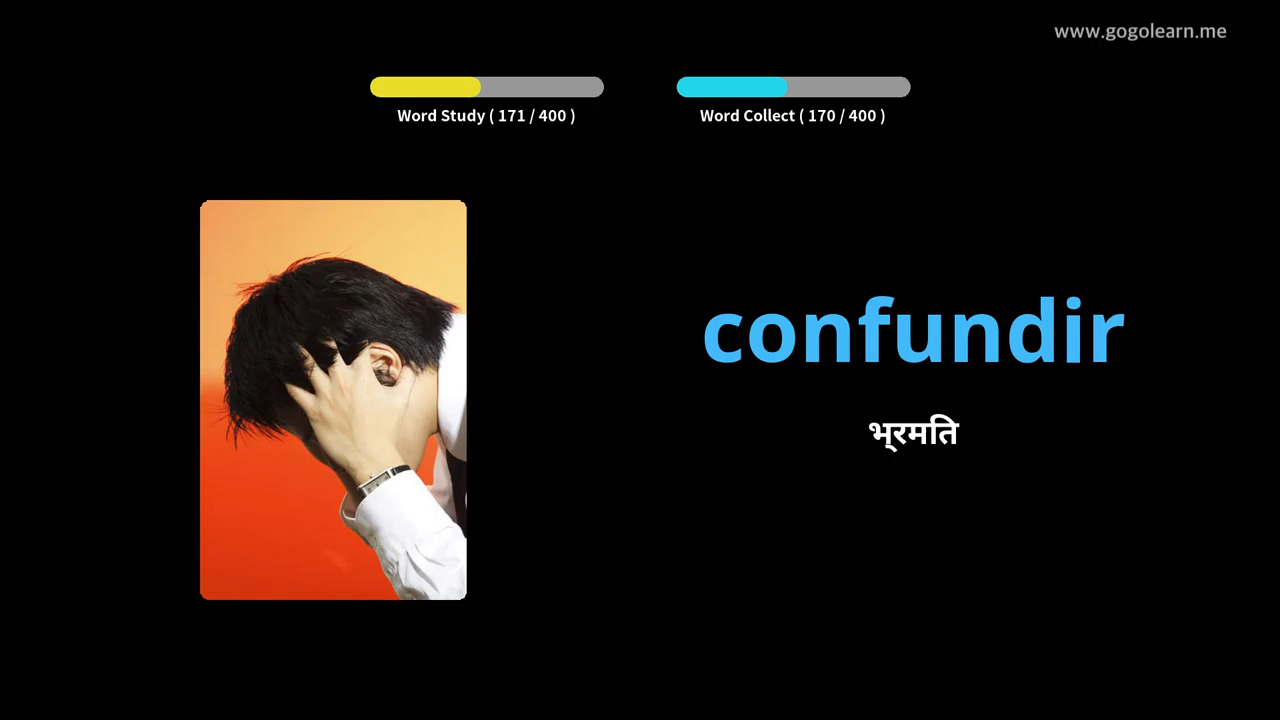 www.gogolearn.me
Word Study ( 171 / 400 )
Word Collect ( 170 / 400 )
confundir
भ्रमति